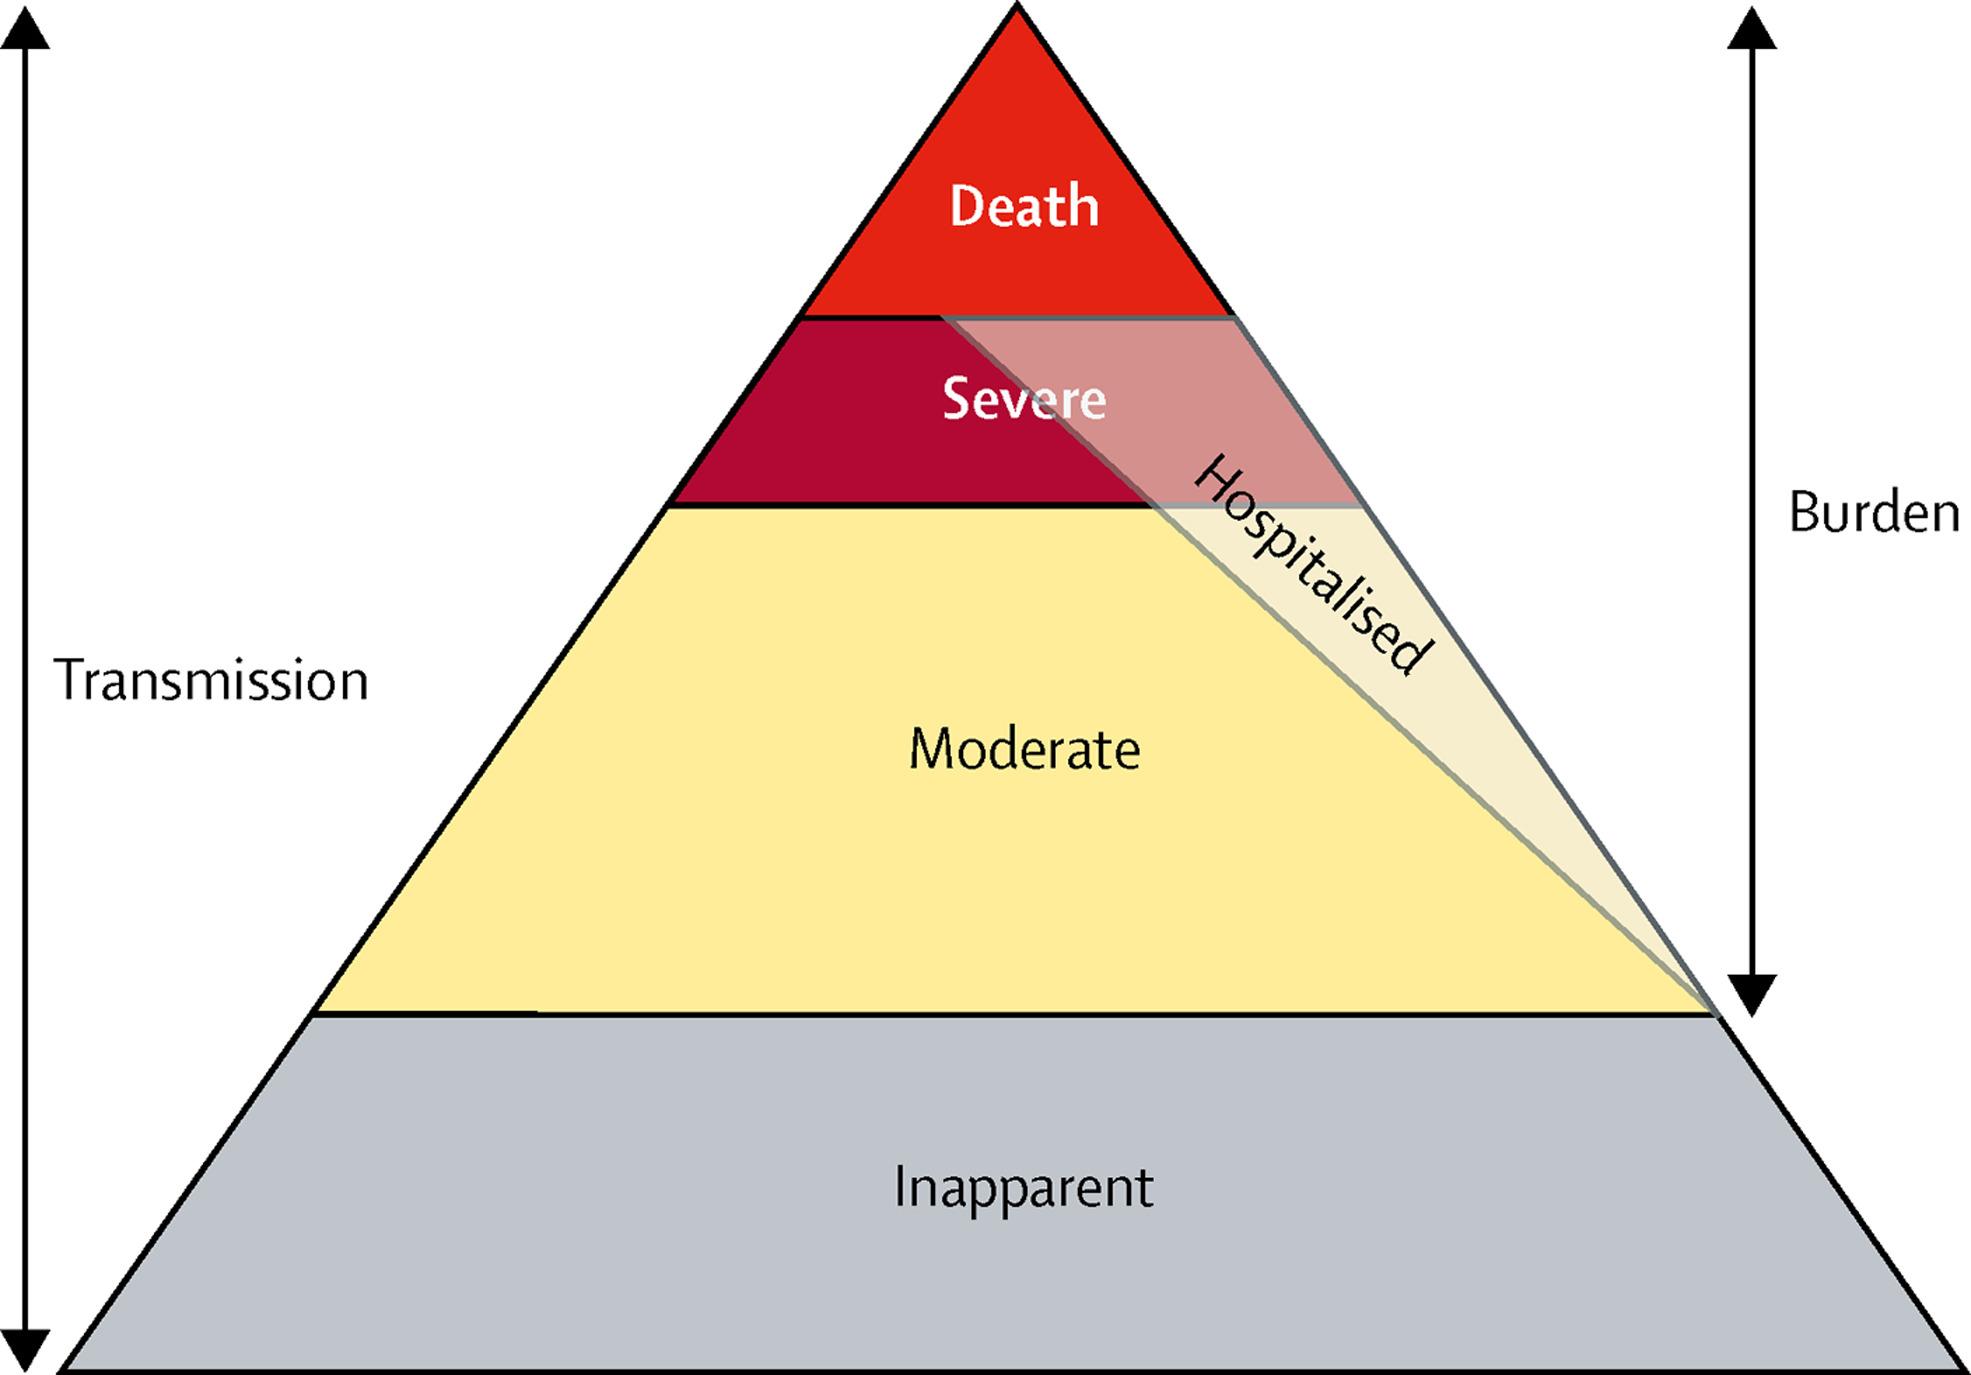 Death
Severe
Hospitalised
Burden
Transmission
Moderate
Inapparent